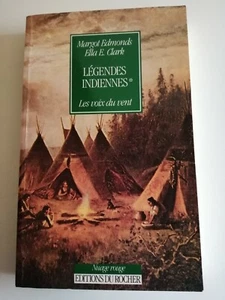 Margot Edmonds
Ella E. Clark
LÉGENDES
INDIENNES*
Les voix du vent
Nuage rouge
EDITIONS DU ROCHER